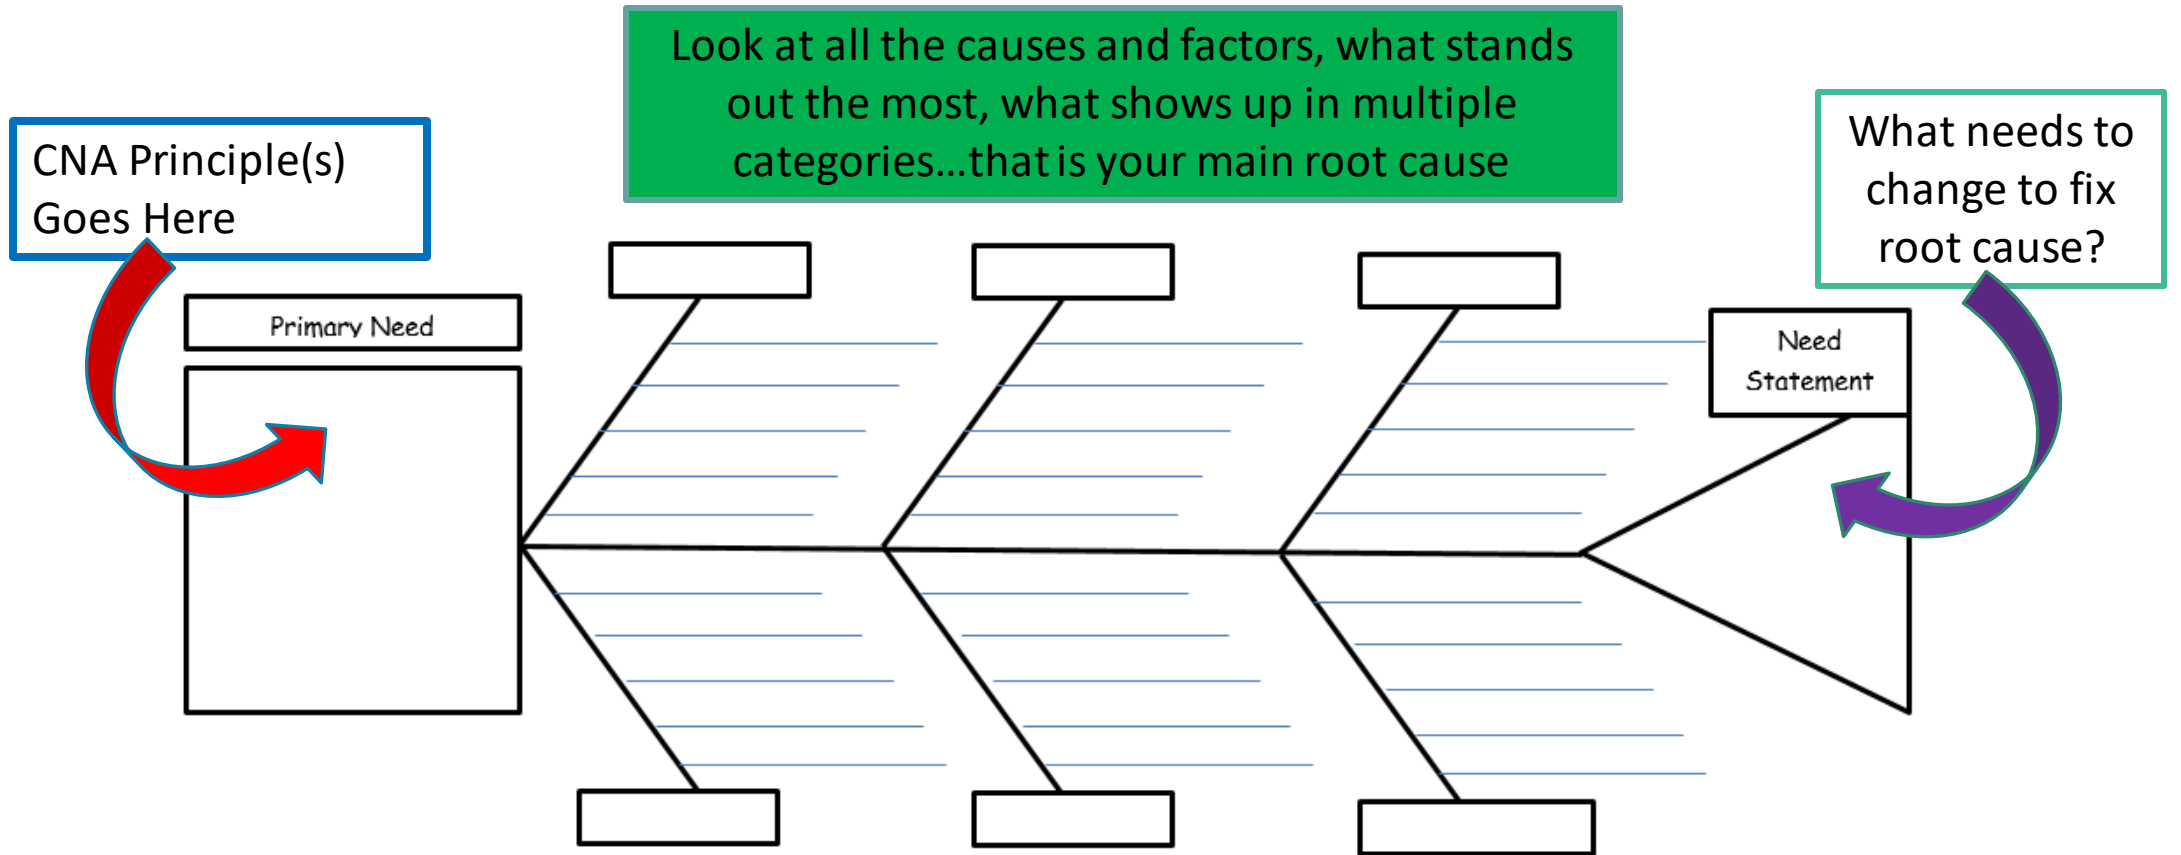 Look at all the causes and factors, what stands
out the most, what shows up in multiple
categories...that is your main root cause
CNA Principle(s)
Goes Here
What needs to
change to fix
root cause?
Primary Need
Need
Statement